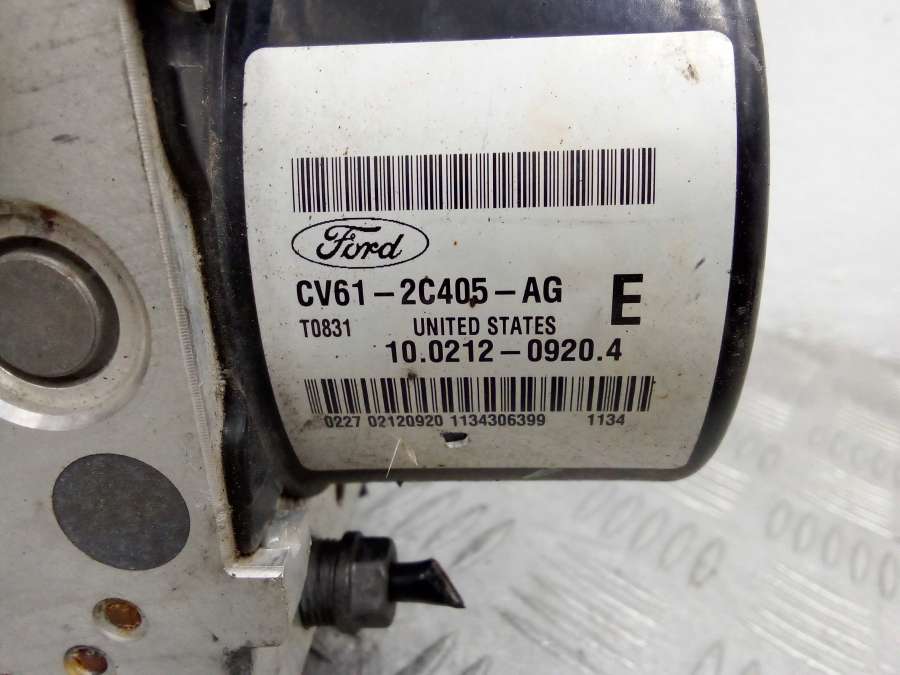 Ford
CV61-2C405-AG E
T0831 UNITED STATES
10.0212-0920.4
0227 02120920 1134306399 1134